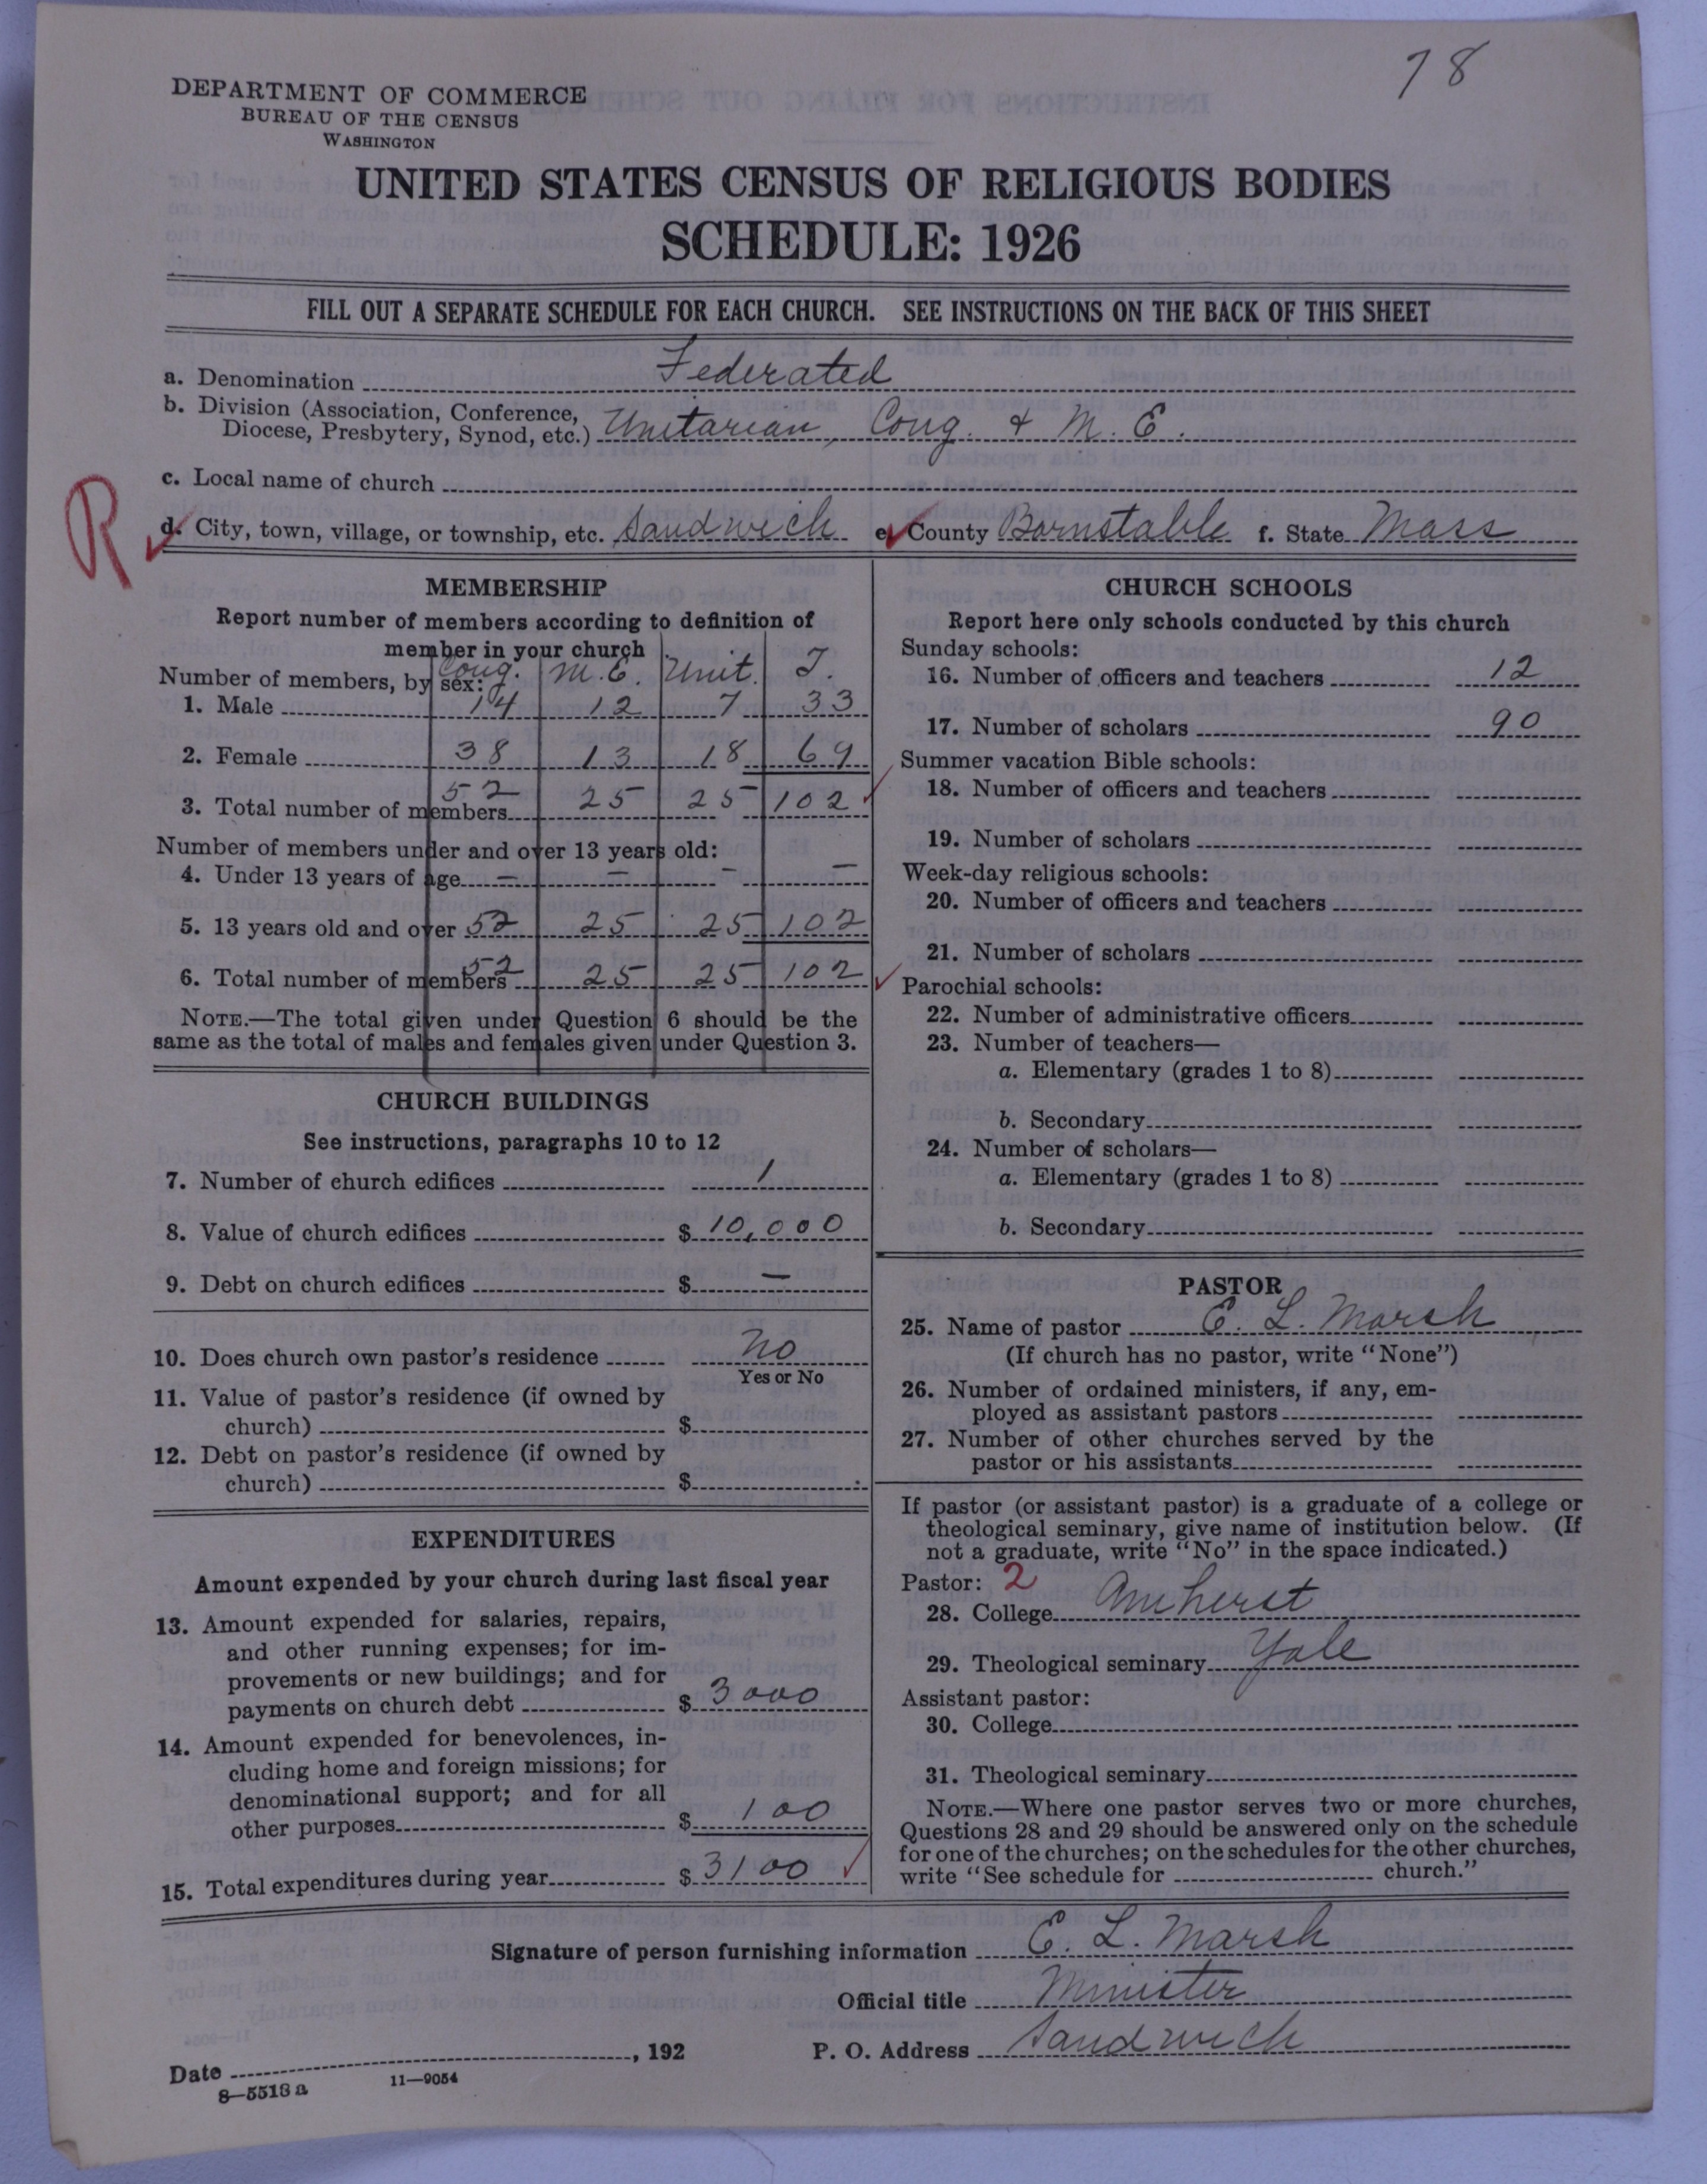 78
DEPARTMENT OF COMMERCE
BUREAU OF THE CENSUS
WASHINGTON
UNITED STATES CENSUS OF RELIGIOUS BODIES
SCHEDULE: 1926
FILL OUT A SEPARATE SCHEDULE FOR EACH CHURCH. SEE INSTRUCTIONS ON THE BACK OF THIS SHEET
a. Denomination Federated
b. Division (Association, Conference,
Diocese, Presbytery, Synod, etc.) Unitarian, Cong. & M. E.
c. Local name of church
R
d. City, town, village, or township, etc. Sandwich e. County Barnstable f. State Mass
MEMBERSHIP
Report number of members according to definition of
member in your church
Number of members, by sex: Cong. M.E. Unit. T.
1. Male 14 12 7 33
2. Female 38 13 18 69
3. Total number of members 52 25 25 102
Number of members under and over 13 years old:
4. Under 13 years of age — — — —
5. 13 years old and over 52 25 25 102
6. Total number of members 52 25 25 102
NOTE.—The total given under Question 6 should be the
same as the total of males and females given under Question 3.
CHURCH BUILDINGS
See instructions, paragraphs 10 to 12
7. Number of church edifices 1
8. Value of church edifices $ 10,000
9. Debt on church edifices $ —
10. Does church own pastor's residence No
Yes or No
11. Value of pastor's residence (if owned by
church) $
12. Debt on pastor's residence (if owned by
church) $
EXPENDITURES
Amount expended by your church during last fiscal year
13. Amount expended for salaries, repairs,
and other running expenses; for im-
provements or new buildings; and for
payments on church debt $ 3000
14. Amount expended for benevolences, in-
cluding home and foreign missions; for
denominational support; and for all
other purposes $ 100
15. Total expenditures during year $ 3100
CHURCH SCHOOLS
Report here only schools conducted by this church
Sunday schools:
16. Number of officers and teachers 12
17. Number of scholars 90
Summer vacation Bible schools:
18. Number of officers and teachers
19. Number of scholars
Week-day religious schools:
20. Number of officers and teachers
21. Number of scholars
Parochial schools:
22. Number of administrative officers
23. Number of teachers—
a. Elementary (grades 1 to 8)
b. Secondary
24. Number of scholars—
a. Elementary (grades 1 to 8)
b. Secondary
PASTOR
25. Name of pastor E. L. Marsh
(If church has no pastor, write "None")
26. Number of ordained ministers, if any, em-
ployed as assistant pastors
27. Number of other churches served by the
pastor or his assistants
If pastor (or assistant pastor) is a graduate of a college or
theological seminary, give name of institution below. (If
not a graduate, write "No" in the space indicated.)
Pastor: 2
28. College Amherst
29. Theological seminary Yale
Assistant pastor:
30. College
31. Theological seminary
NOTE.—Where one pastor serves two or more churches,
Questions 28 and 29 should be answered only on the schedule
for one of the churches; on the schedules for the other churches,
write "See schedule for church."
Signature of person furnishing information E. L. Marsh
Official title Minister
Date , 192 P. O. Address Sandwich
8—5513 a 11—9054